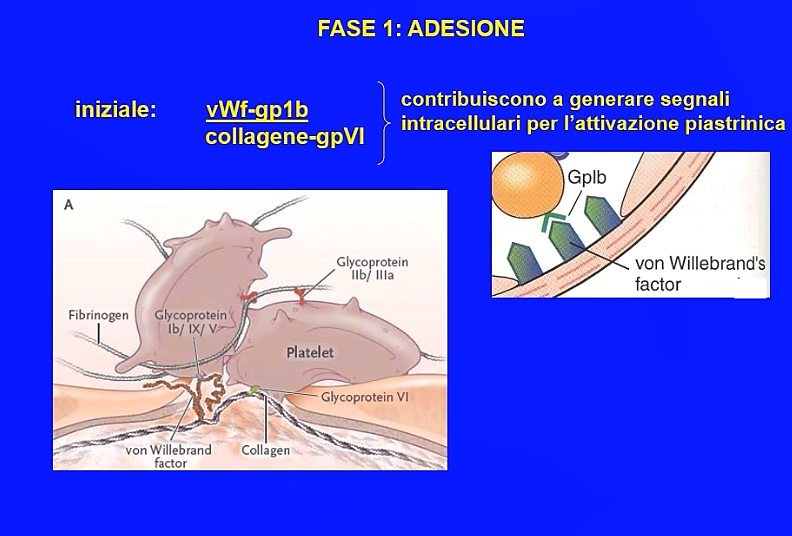 FASE 1: ADESIONE
iniziale:
vWf-gp1b
collagene-gpVI
contribuiscono a generare segnali
intracellulari per l'attivazione piastrinica
A
Glycoprotein
IIb/ IIIa
Fibrinogen
Glycoprotein
Ib/ IX/ V
Platelet
Glycoprotein VI
von Willebrand
factor
Collagen
GpIb
von Willebrand's
factor